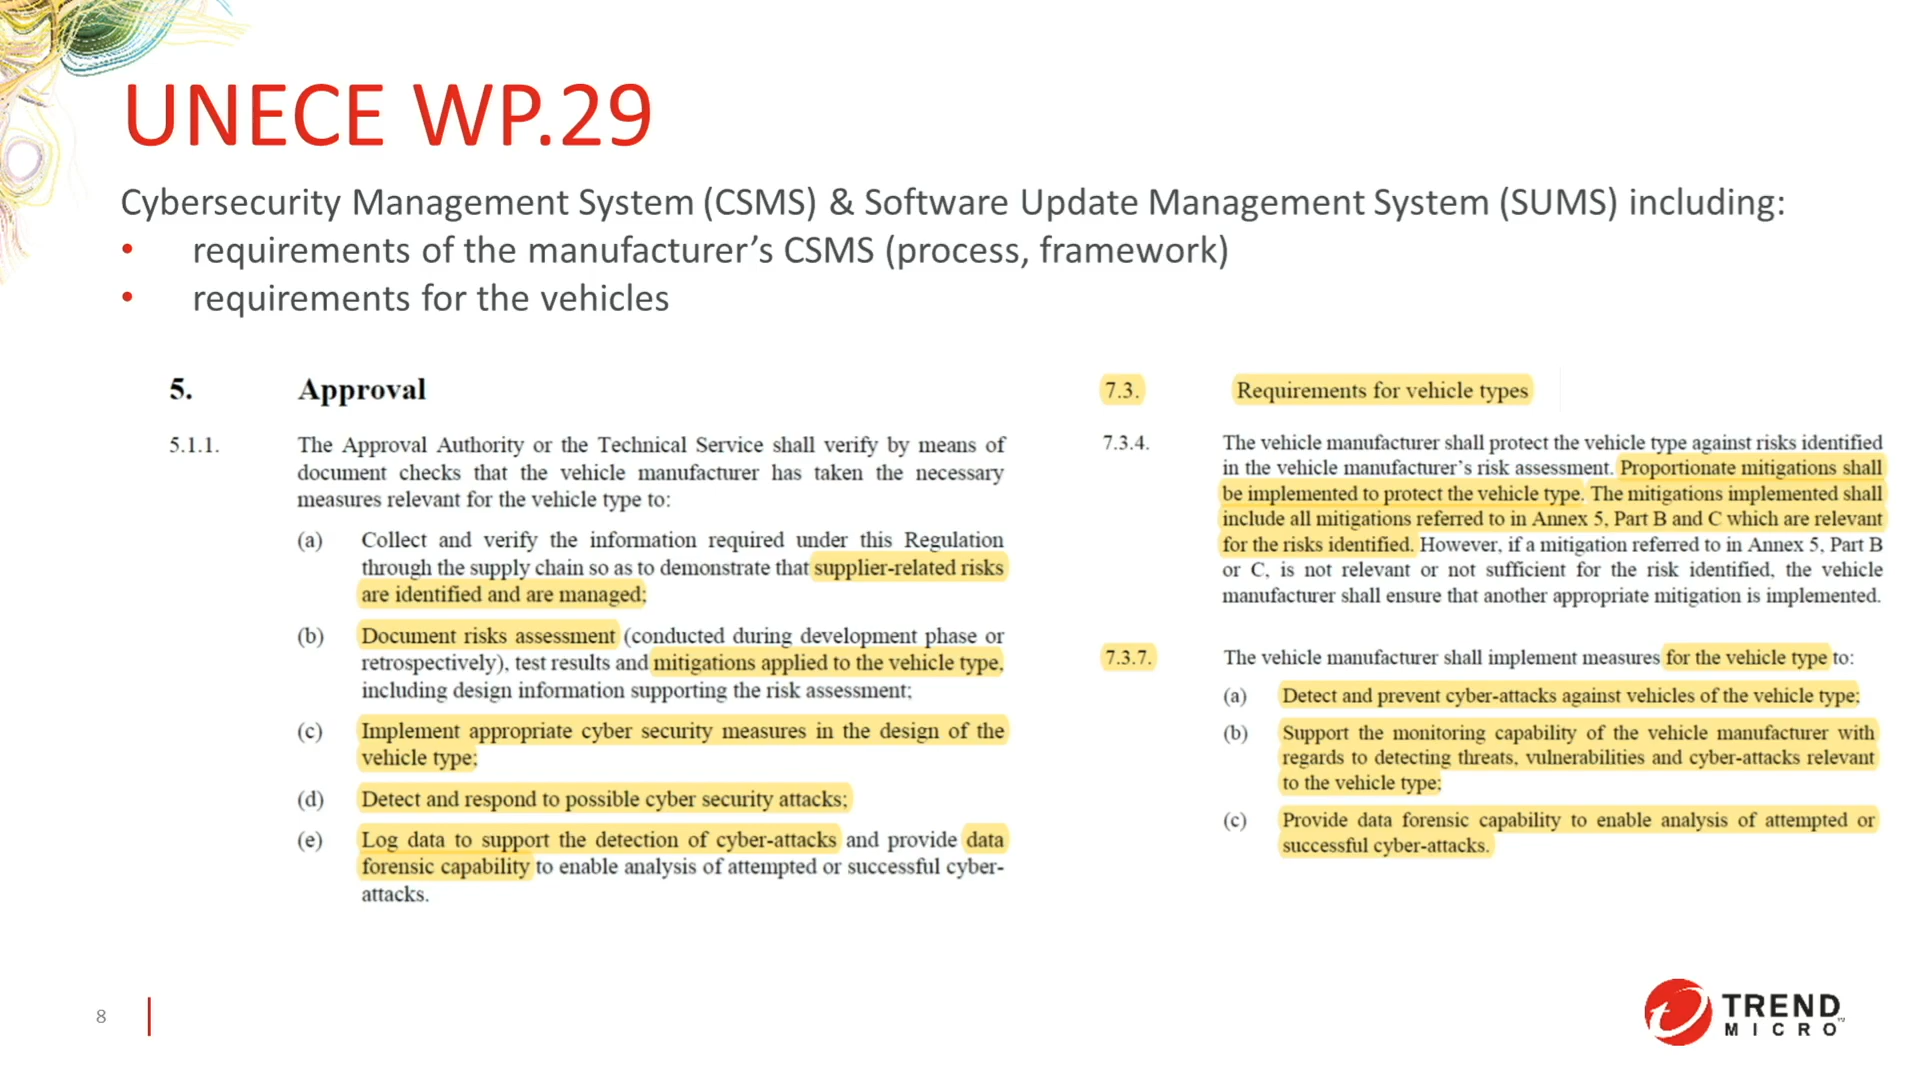 UNECE WP.29
Cybersecurity Management System (CSMS) & Software Update Management System (SUMS) including:
• requirements of the manufacturer’s CSMS (process, framework)
• requirements for the vehicles
5. Approval
5.1.1. The Approval Authority or the Technical Service shall verify by means of
document checks that the vehicle manufacturer has taken the necessary
measures relevant for the vehicle type to:
(a) Collect and verify the information required under this Regulation
through the supply chain so as to demonstrate that supplier-related risks
are identified and are managed;
(b) Document risks assessment (conducted during development phase or
retrospectively), test results and mitigations applied to the vehicle type,
including design information supporting the risk assessment;
(c) Implement appropriate cyber security measures in the design of the
vehicle type;
(d) Detect and respond to possible cyber security attacks;
(e) Log data to support the detection of cyber-attacks and provide data
forensic capability to enable analysis of attempted or successful cyber-
attacks.
7.3. Requirements for vehicle types
7.3.4. The vehicle manufacturer shall protect the vehicle type against risks identified
in the vehicle manufacturer’s risk assessment. Proportionate mitigations shall
be implemented to protect the vehicle type. The mitigations implemented shall
include all mitigations referred to in Annex 5, Part B and C which are relevant
for the risks identified. However, if a mitigation referred to in Annex 5, Part B
or C, is not relevant or not sufficient for the risk identified, the vehicle
manufacturer shall ensure that another appropriate mitigation is implemented.
7.3.7. The vehicle manufacturer shall implement measures for the vehicle type to:
(a) Detect and prevent cyber-attacks against vehicles of the vehicle type;
(b) Support the monitoring capability of the vehicle manufacturer with
regards to detecting threats, vulnerabilities and cyber-attacks relevant
to the vehicle type;
(c) Provide data forensic capability to enable analysis of attempted or
successful cyber-attacks.
8
TREND
MICRO™